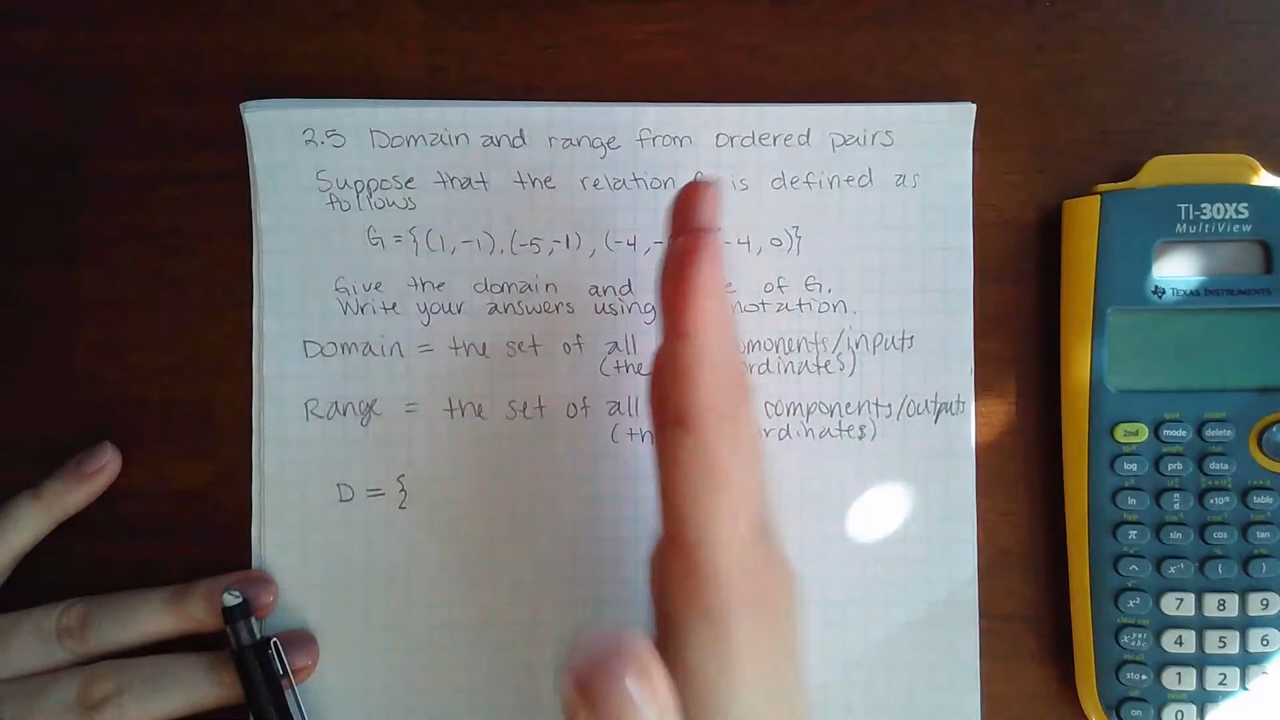 2.5 Domain and range from ordered pairs
Suppose that the relation is defined as
follows
G = {(1, -1), (-5, -1), (-4, - -4, 0)}
Give the domain and of G.
Write your answers using notation.
Domain = the set of all components/inputs
(the ordinates)
Range = the set of all components/outputs
(th rdinates)
D = {
TI-30XS
MultiView
TEXAS INSTRUMENTS
2nd mode delete
log prb data
ln n/d ×10ⁿ table
π sin cos tan
^ x⁻¹ ( )
x² 7 8 9
4 5 6
sto 1 2
on 0